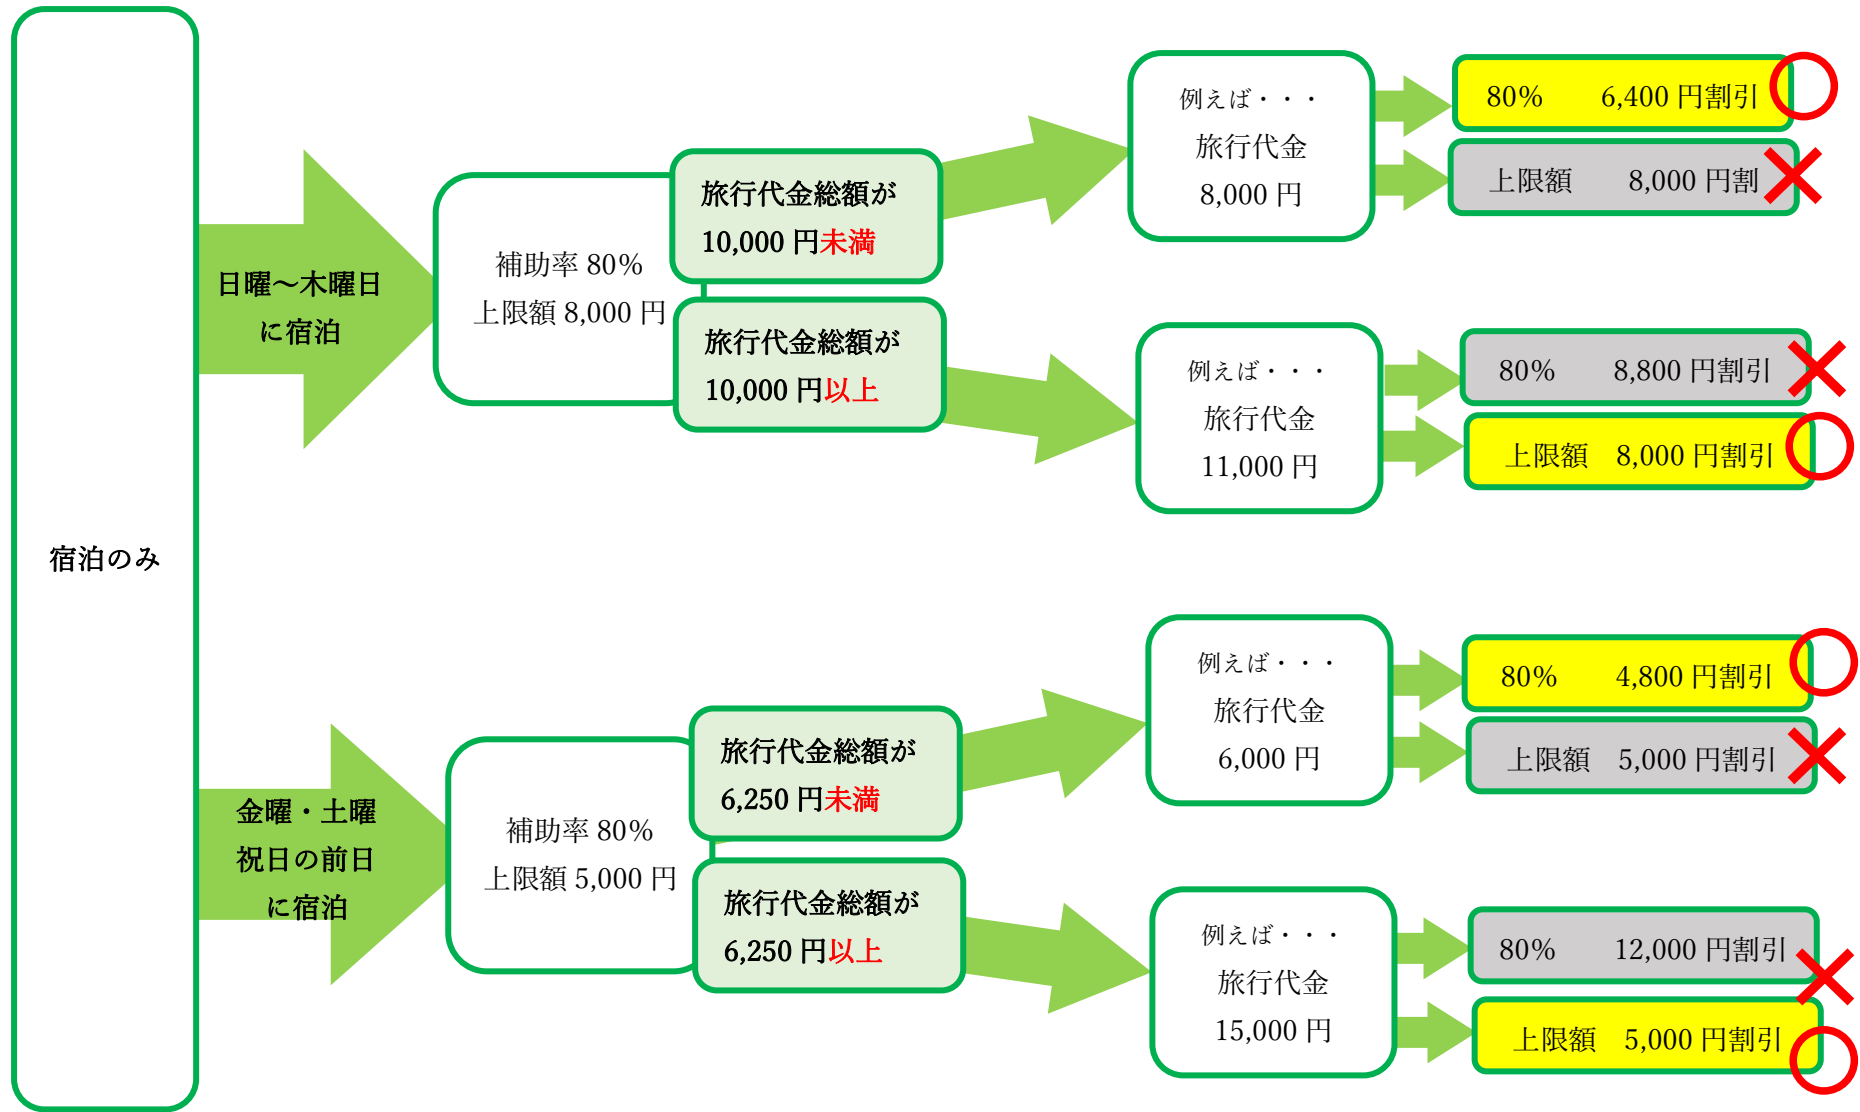 宿泊のみ
日曜～木曜日
に宿泊
補助率 80%
上限額 8,000 円
旅行代金総額が
10,000 円未満
旅行代金総額が
10,000 円以上
例えば・・・
旅行代金
8,000 円
80%　　6,400 円割引
上限額　　8,000 円割
例えば・・・
旅行代金
11,000 円
80%　　8,800 円割引
上限額　8,000 円割引
金曜・土曜
祝日の前日
に宿泊
補助率 80%
上限額 5,000 円
旅行代金総額が
6,250 円未満
旅行代金総額が
6,250 円以上
例えば・・・
旅行代金
6,000 円
80%　　4,800 円割引
上限額　5,000 円割引
例えば・・・
旅行代金
15,000 円
80%　　12,000 円割引
上限額　5,000 円割引